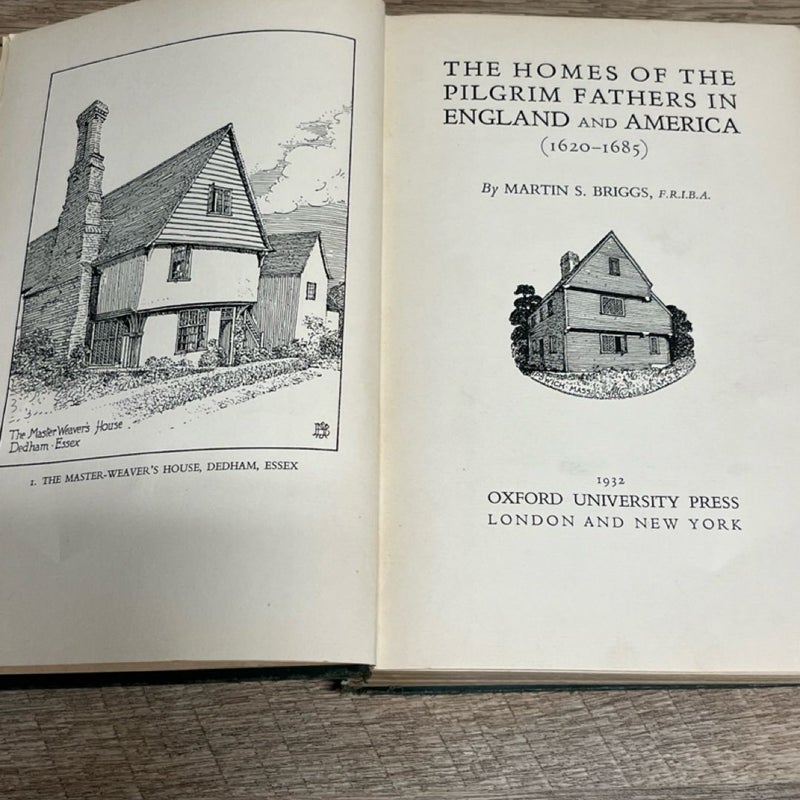 The Master Weaver's House
Dedham · Essex
1. THE MASTER-WEAVER'S HOUSE, DEDHAM, ESSEX
THE HOMES OF THE
PILGRIM FATHERS IN
ENGLAND AND AMERICA
(1620–1685)
By MARTIN S. BRIGGS, F.R.I.B.A.
1932
OXFORD UNIVERSITY PRESS
LONDON AND NEW YORK